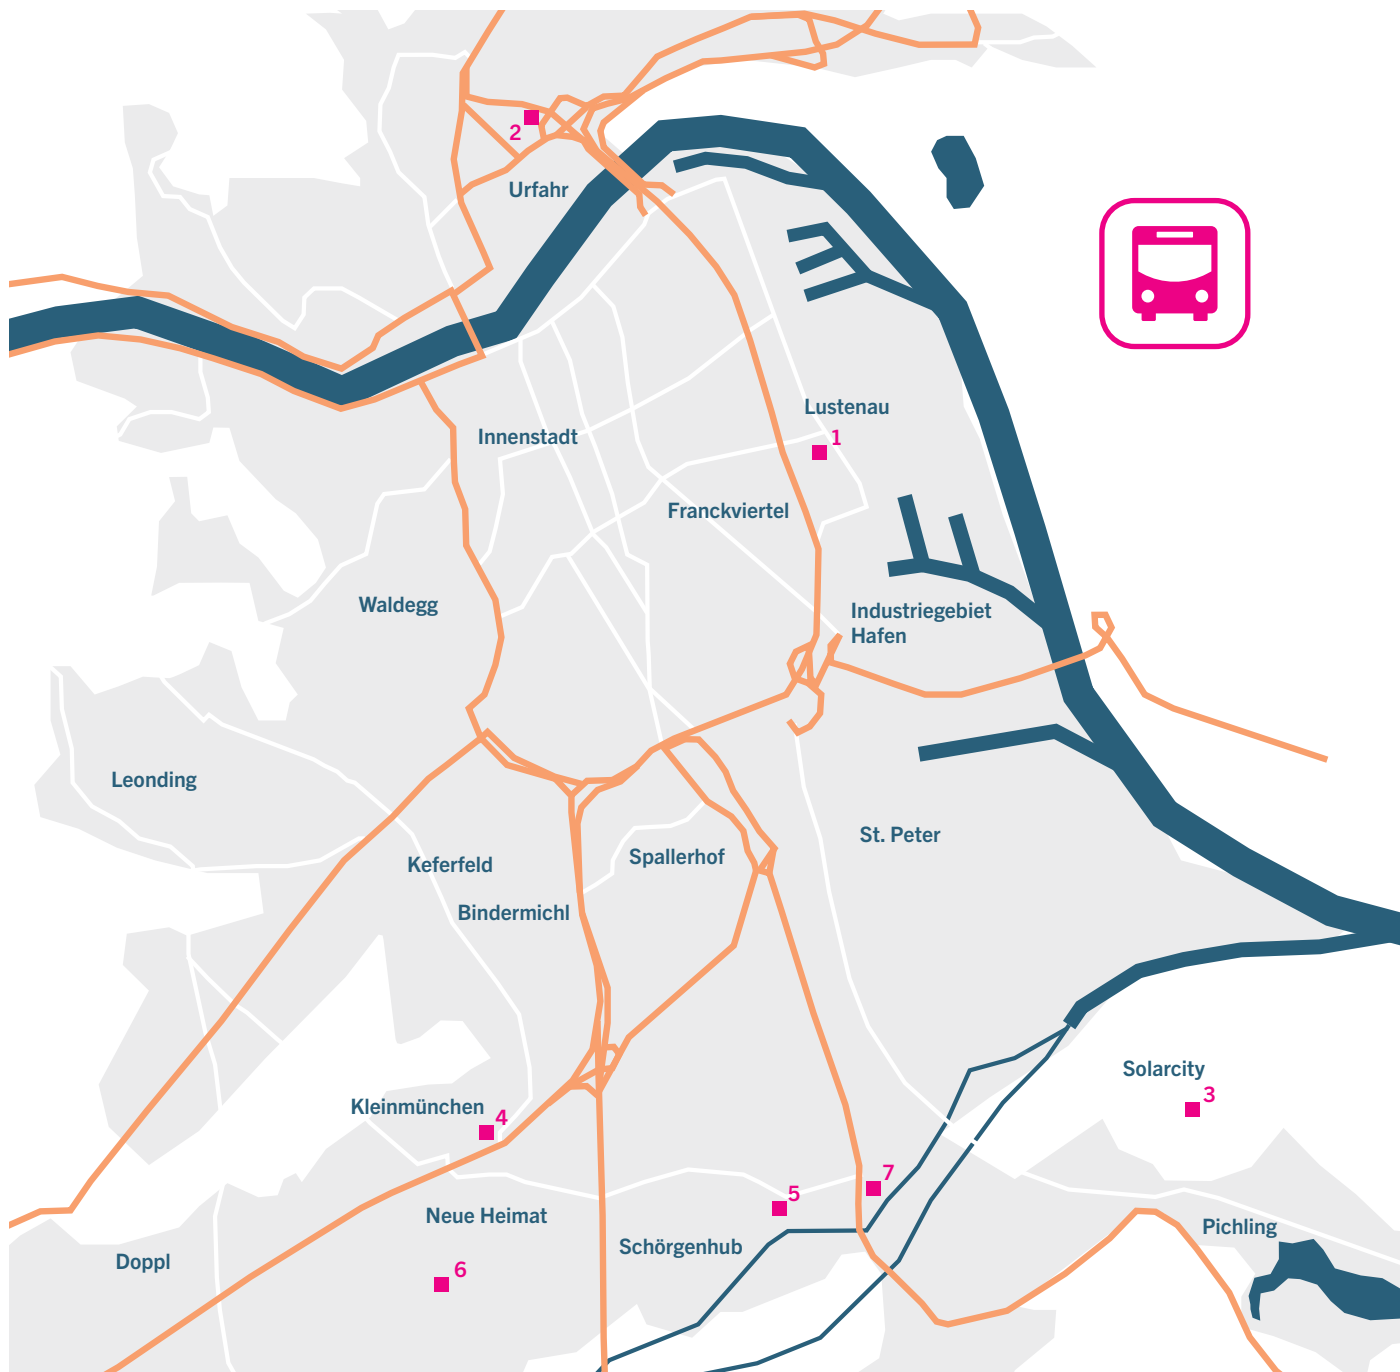 2
Urfahr
Lustenau
1
Innenstadt
Franckviertel
Waldegg
Industriegebiet
Hafen
Leonding
St. Peter
Keferfeld
Spallerhof
Bindermichl
Solarcity
3
Kleinmünchen
4
7
5
Neue Heimat
Pichling
Schörgenhub
Doppl
6